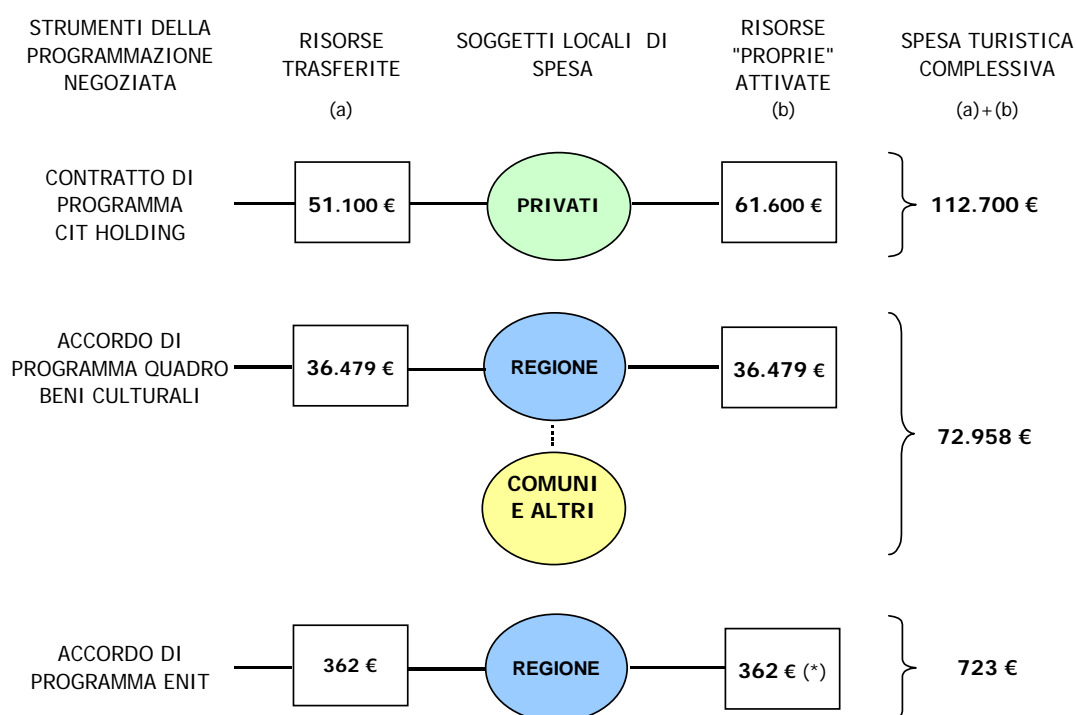 STRUMENTI DELLA
PROGRAMMAZIONE
NEGOZIATA
RISORSE
TRASFERITE
(a)
SOGGETTI LOCALI DI
SPESA
RISORSE
"PROPRIE"
ATTIVATE
(b)
SPESA TURISTICA
COMPLESSIVA
(a)+(b)
CONTRATTO DI
PROGRAMMA
CIT HOLDING
51.100 €
PRIVATI
61.600 €
112.700 €
ACCORDO DI
PROGRAMMA QUADRO
BENI CULTURALI
36.479 €
REGIONE
36.479 €
72.958 €
COMUNI
E ALTRI
ACCORDO DI
PROGRAMMA ENIT
362 €
REGIONE
362 € (*)
723 €